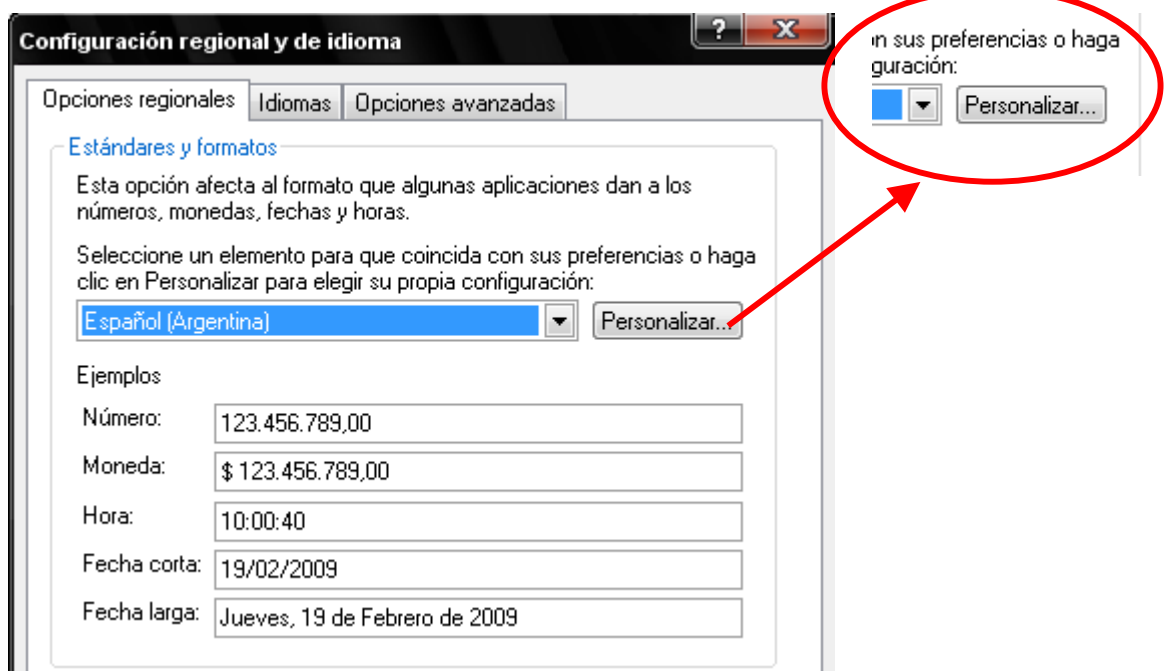 Configuración regional y de idioma
?
X
Opciones regionales
Idiomas
Opciones avanzadas
Estándares y formatos
Esta opción afecta al formato que algunas aplicaciones dan a los
números, monedas, fechas y horas.
Seleccione un elemento para que coincida con sus preferencias o haga
clic en Personalizar para elegir su propia configuración:
Español (Argentina)
Personalizar...
Ejemplos
Número:
123.456.789,00
Moneda:
$ 123.456.789,00
Hora:
10:00:40
Fecha corta:
19/02/2009
Fecha larga:
Jueves, 19 de Febrero de 2009
n sus preferencias o haga
guración:
Personalizar...